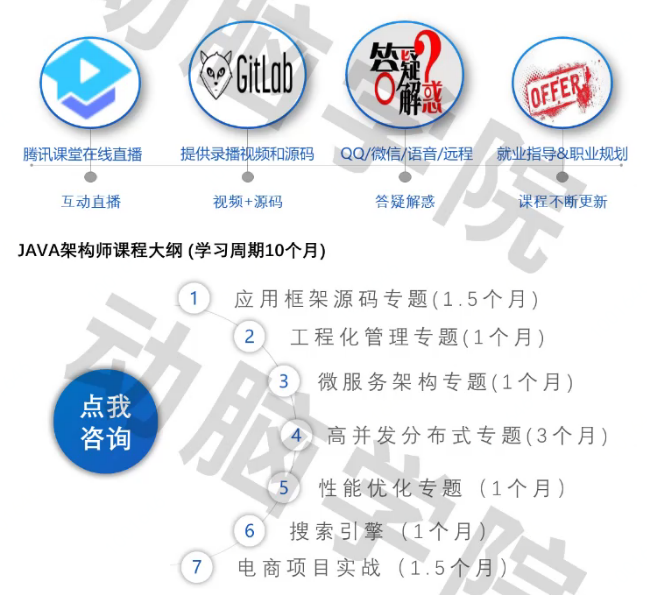 GitLab
答疑解惑?
OFFER!
腾讯课堂在线直播
提供录播视频和源码
QQ/微信/语音/远程
就业指导&职业规划
互动直播
视频+源码
答疑解惑
课程不断更新
JAVA架构师课程大纲 (学习周期10个月)
1 应用框架源码专题(1.5个月)
2 工程化管理专题(1个月)
3 微服务架构专题(1个月)
点我
咨询
4 高并发分布式专题(3个月)
5 性能优化专题（1个月）
6 搜索引擎（1个月）
7 电商项目实战（1.5个月）
动脑学院
动脑学院